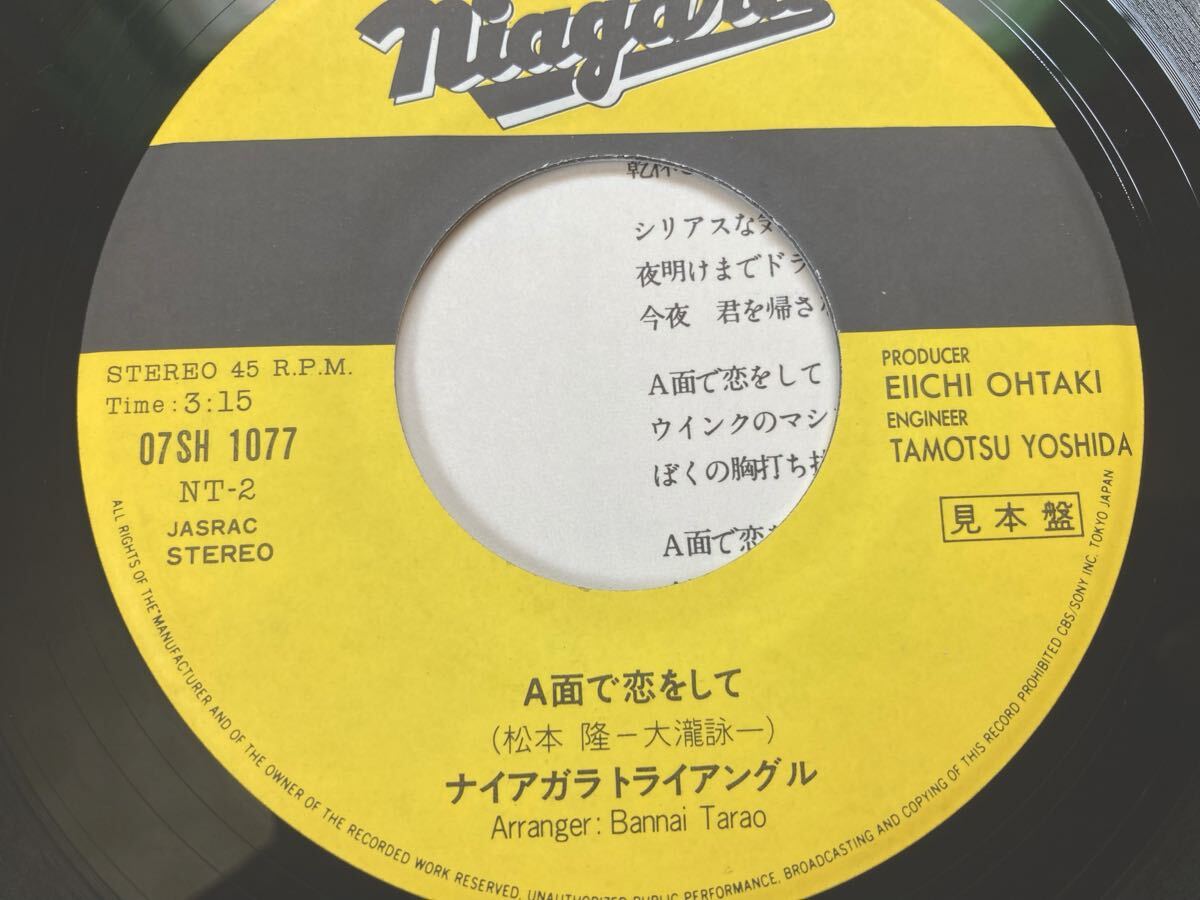 Niagara
シリアスな
夜明けまでドラ
今夜 君を帰さ
A面で恋をして
ウインクのマシ
ぼくの胸打ち
A面で恋
STEREO 45 R.P.M.
Time : 3:15
07SH 1077
NT-2
JASRAC
STEREO
PRODUCER
EIICHI OHTAKI
ENGINEER
TAMOTSU YOSHIDA
見本盤
A面で恋をして
(松本 隆－大瀧詠一)
ナイアガラ トライアングル
Arranger: Bannai Tarao
ALL RIGHTS OF THE "MANUFACTURER AND OF THE OWNER OF THE RECORDED WORK RESERVED, UNAUTHORIZED PUBLIC PERFORMANCE, BROADCASTING AND COPYING OF THIS RECORD PROHIBITED CBS/SONY INC. TOKYO JAPAN